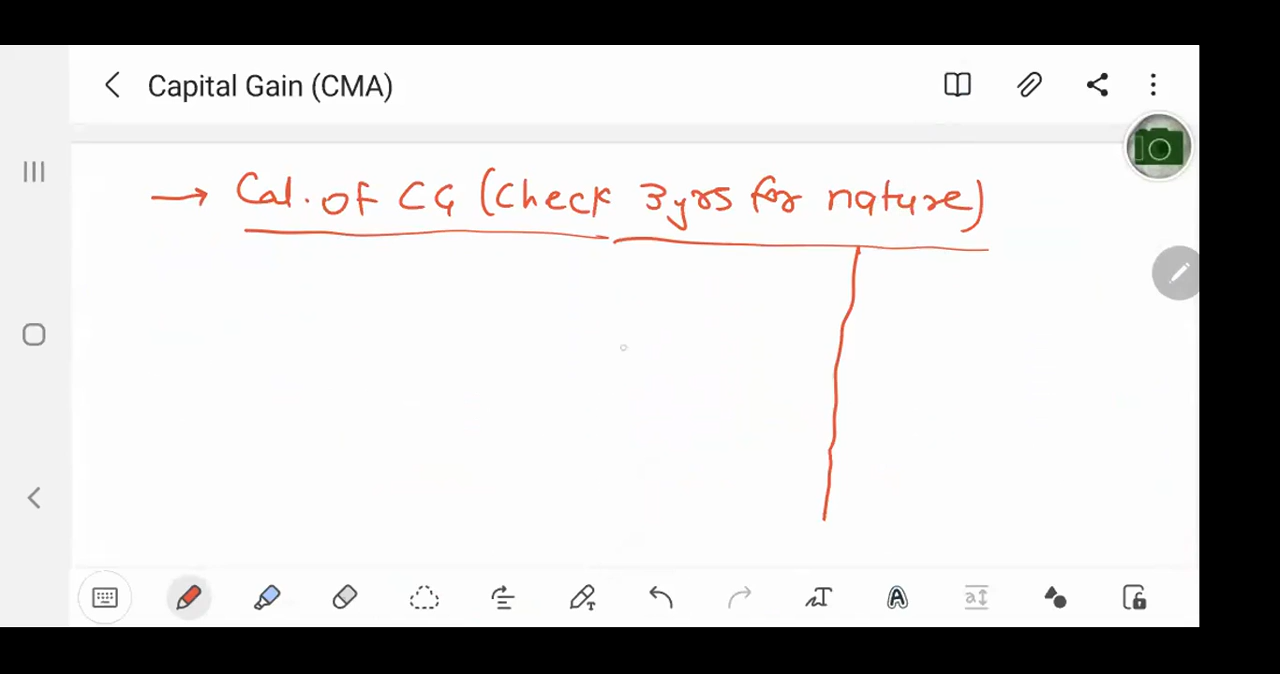 Capital Gain (CMA)
→ Cal. of CG (Check 3yrs for nature)